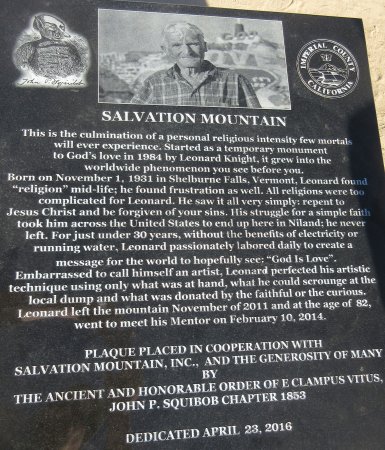 John P. Squibob
IMPERIAL COUNTY
CALIFORNIA
SALVATION MOUNTAIN
This is the culmination of a personal religious intensity few mortals
will ever experience. Started as a temporary monument
to God's love in 1984 by Leonard Knight, it grew into the
worldwide phenomenon you see before you.
Born on November 1, 1931 in Shelburne Falls, Vermont, Leonard found
"religion" mid-life; he found frustration as well. All religions were too
complicated for Leonard. He saw it all very simply: repent to
Jesus Christ and be forgiven of your sins. His struggle for a simple faith
took him across the United States to end up here in Niland; he never
left. For just under 30 years, without the benefits of electricity or
running water, Leonard passionately labored daily to create a
message for the world to hopefully see: "God Is Love".
Embarrassed to call himself an artist, Leonard perfected his artistic
technique using only what was at hand, what he could scrounge at the
local dump and what was donated by the faithful or the curious.
Leonard left the mountain November of 2011 and at the age of 82,
went to meet his Mentor on February 10, 2014.
PLAQUE PLACED IN COOPERATION WITH
SALVATION MOUNTAIN, INC., AND THE GENEROSITY OF MANY
BY
THE ANCIENT AND HONORABLE ORDER OF E CLAMPUS VITUS,
JOHN P. SQUIBOB CHAPTER 1853
DEDICATED APRIL 23, 2016